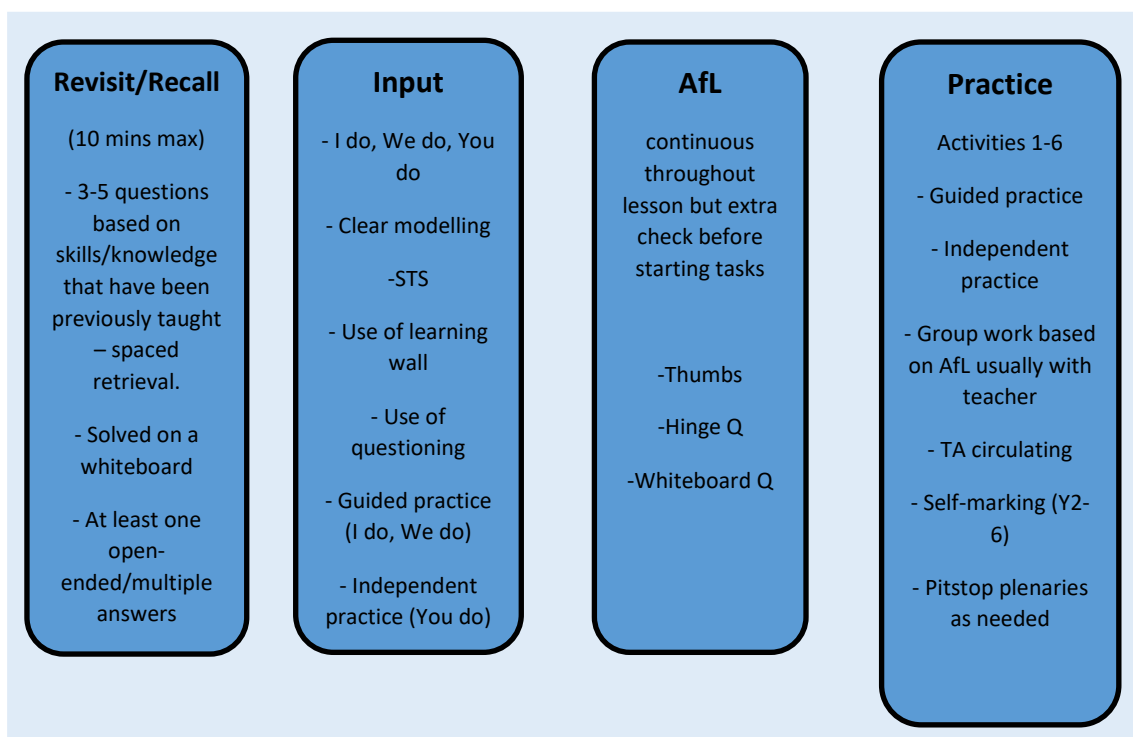 Revisit/Recall
(10 mins max)
- 3-5 questions
based on
skills/knowledge
that have been
previously taught
– spaced
retrieval.
- Solved on a
whiteboard
- At least one
open-
ended/multiple
answers
Input
- I do, We do, You
do
- Clear modelling
-STS
- Use of learning
wall
- Use of
questioning
- Guided practice
(I do, We do)
- Independent
practice (You do)
AfL
continuous
throughout
lesson but extra
check before
starting tasks
-Thumbs
-Hinge Q
-Whiteboard Q
Practice
Activities 1-6
- Guided practice
- Independent
practice
- Group work based
on AfL usually with
teacher
- TA circulating
- Self-marking (Y2-
6)
- Pitstop plenaries
as needed